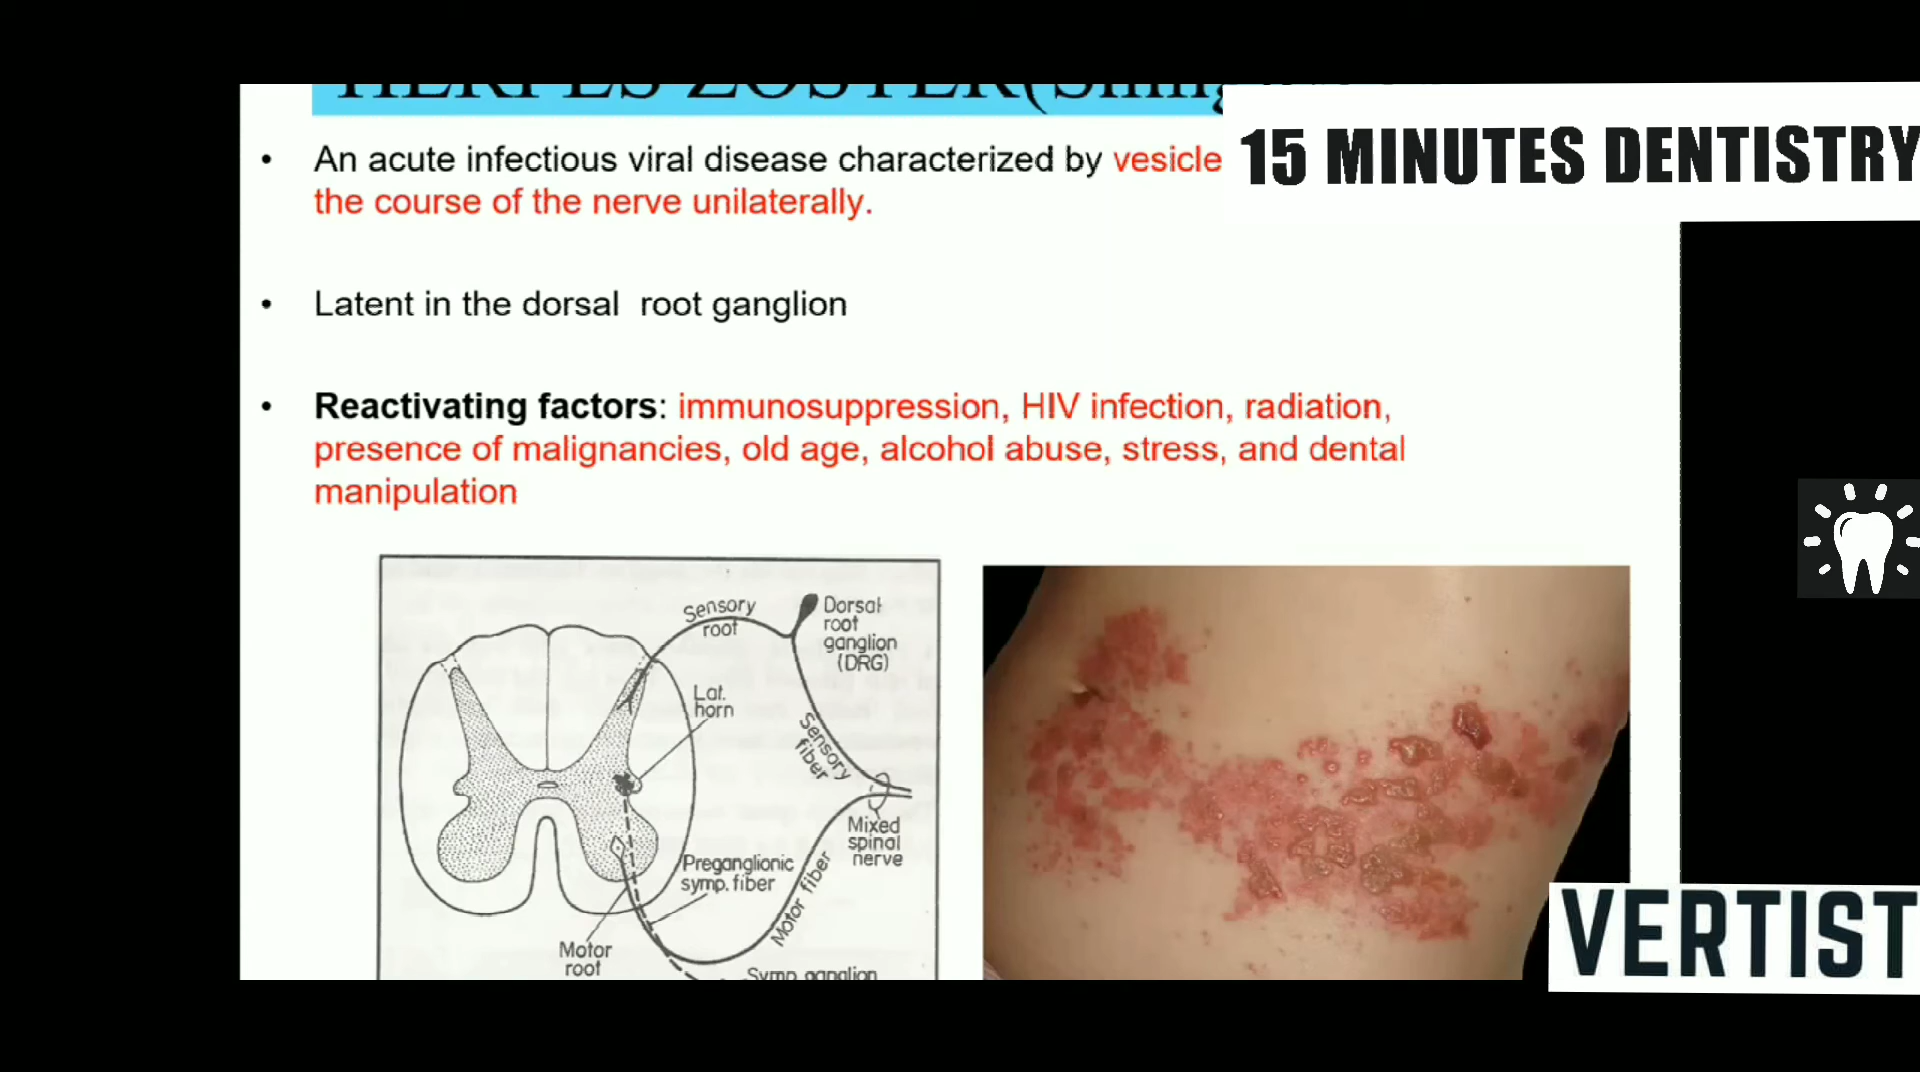 HERPES ZOSTER(Shing
15 MINUTES DENTISTRY
• An acute infectious viral disease characterized by vesicle
the course of the nerve unilaterally.
• Latent in the dorsal root ganglion
• Reactivating factors: immunosuppression, HIV infection, radiation,
presence of malignancies, old age, alcohol abuse, stress, and dental
manipulation
Sensory
root
Dorsal
root
ganglion
(DRG)
Lat.
horn
Sensory
fiber
Mixed
spinal
nerve
Preganglionic
symp. fiber
Motor fiber
Motor
root
Symp. ganglion
VERTIST